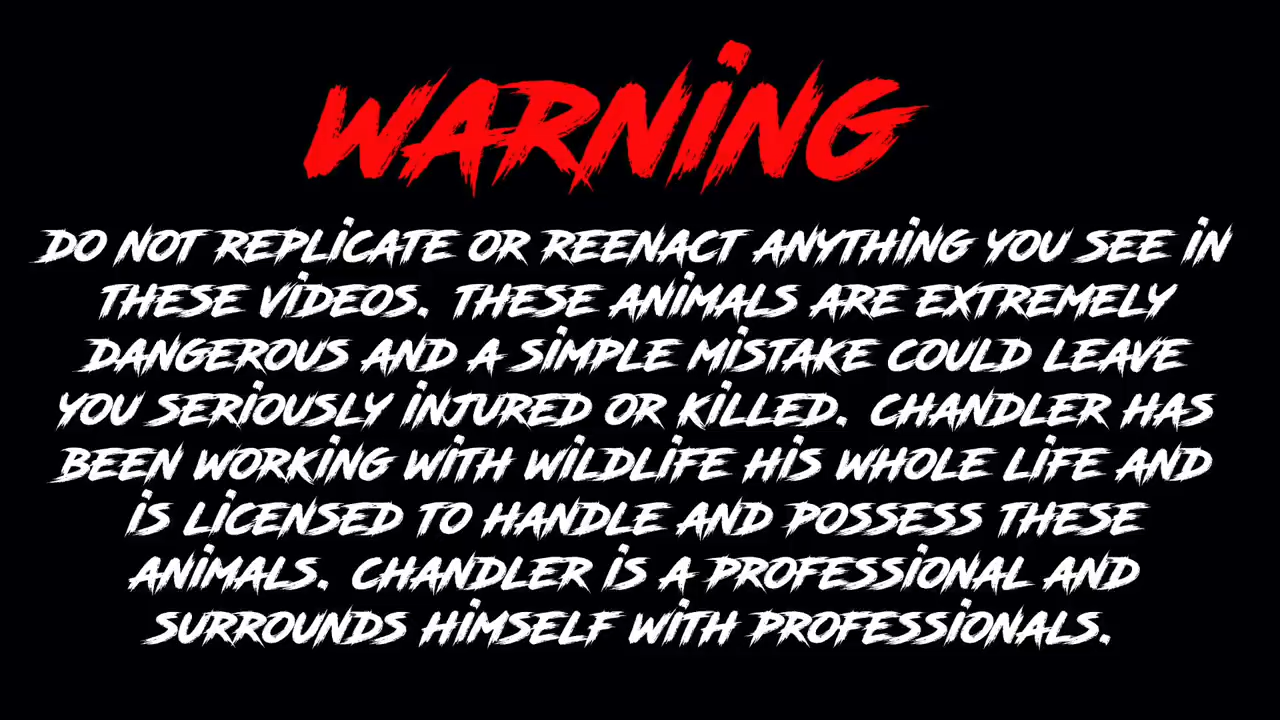 WARNING
DO NOT REPLICATE OR REENACT ANYTHING YOU SEE IN
THESE VIDEOS. THESE ANIMALS ARE EXTREMELY
DANGEROUS AND A SIMPLE MISTAKE COULD LEAVE
YOU SERIOUSLY INJURED OR KILLED. CHANDLER HAS
BEEN WORKING WITH WILDLIFE HIS WHOLE LIFE AND
IS LICENSED TO HANDLE AND POSSESS THESE
ANIMALS. CHANDLER IS A PROFESSIONAL AND
SURROUNDS HIMSELF WITH PROFESSIONALS.